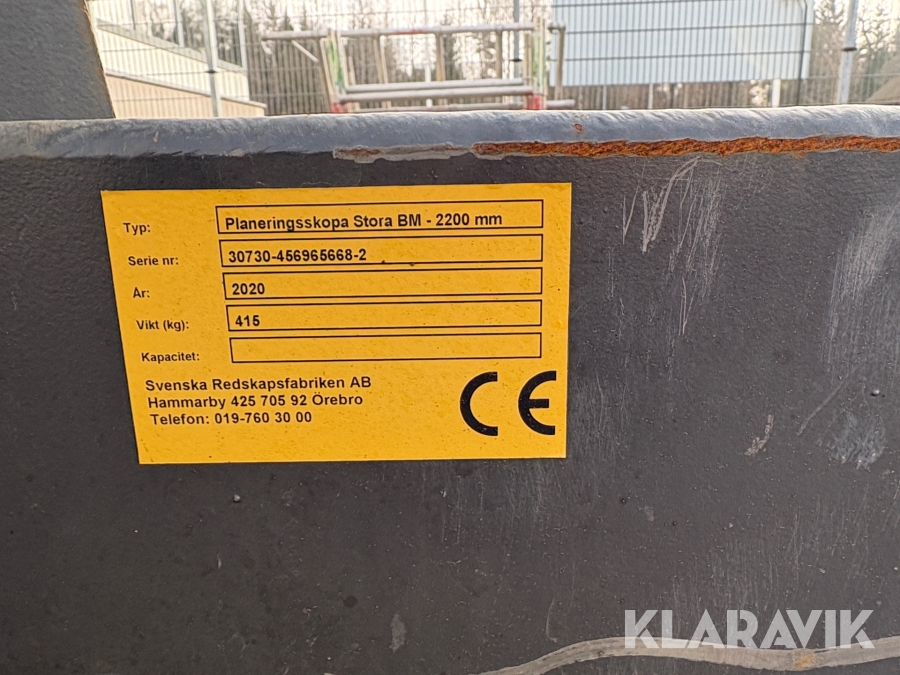 Typ: Planeringsskopa Stora BM - 2200 mm
Serie nr: 30730-456965668-2
År: 2020
Vikt (kg): 415
Kapacitet:
Svenska Redskapsfabriken AB
Hammarby 425 705 92 Örebro
Telefon: 019-760 30 00
CE
KLARAVIK